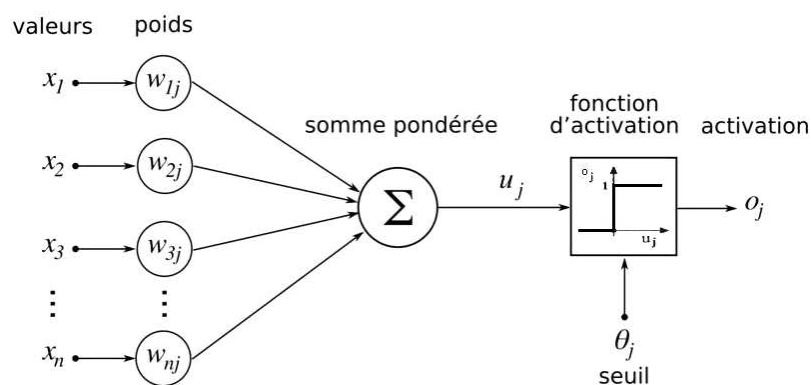 valeurs poids
x1 w1j
somme pondérée
fonction
d'activation
activation
x2 w2j
oj
1
uj
uj
Σ
oj
x3 w3j
⋮ ⋮
θj
seuil
xn wnj